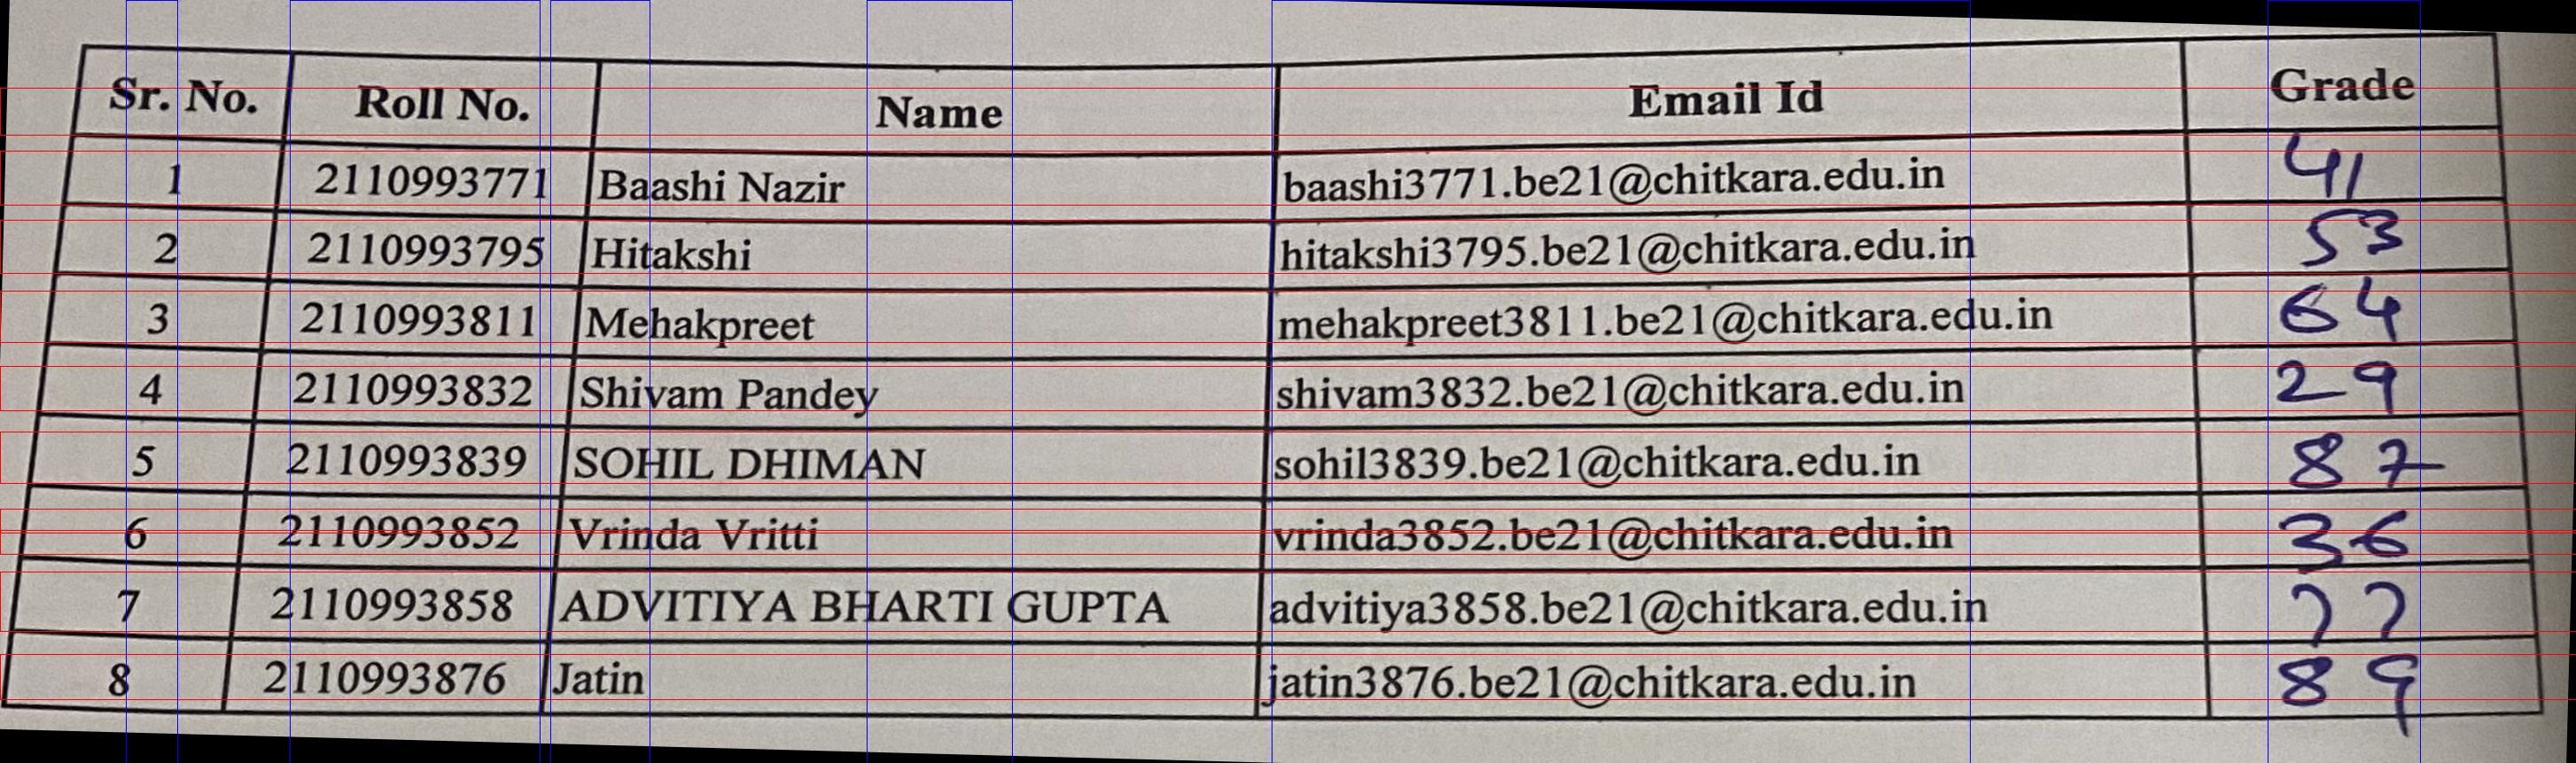 Sr. No. Roll No. Name Email Id Grade
1 2110993771 Baashi Nazir baashi3771.be21@chitkara.edu.in 41
2 2110993795 Hitakshi hitakshi3795.be21@chitkara.edu.in 53
3 2110993811 Mehakpreet mehakpreet3811.be21@chitkara.edu.in 64
4 2110993832 Shivam Pandey shivam3832.be21@chitkara.edu.in 29
5 2110993839 SOHIL DHIMAN sohil3839.be21@chitkara.edu.in 87
6 2110993852 Vrinda Vritti vrinda3852.be21@chitkara.edu.in 36
7 2110993858 ADVITIYA BHARTI GUPTA advitiya3858.be21@chitkara.edu.in 77
8 2110993876 Jatin jatin3876.be21@chitkara.edu.in 89